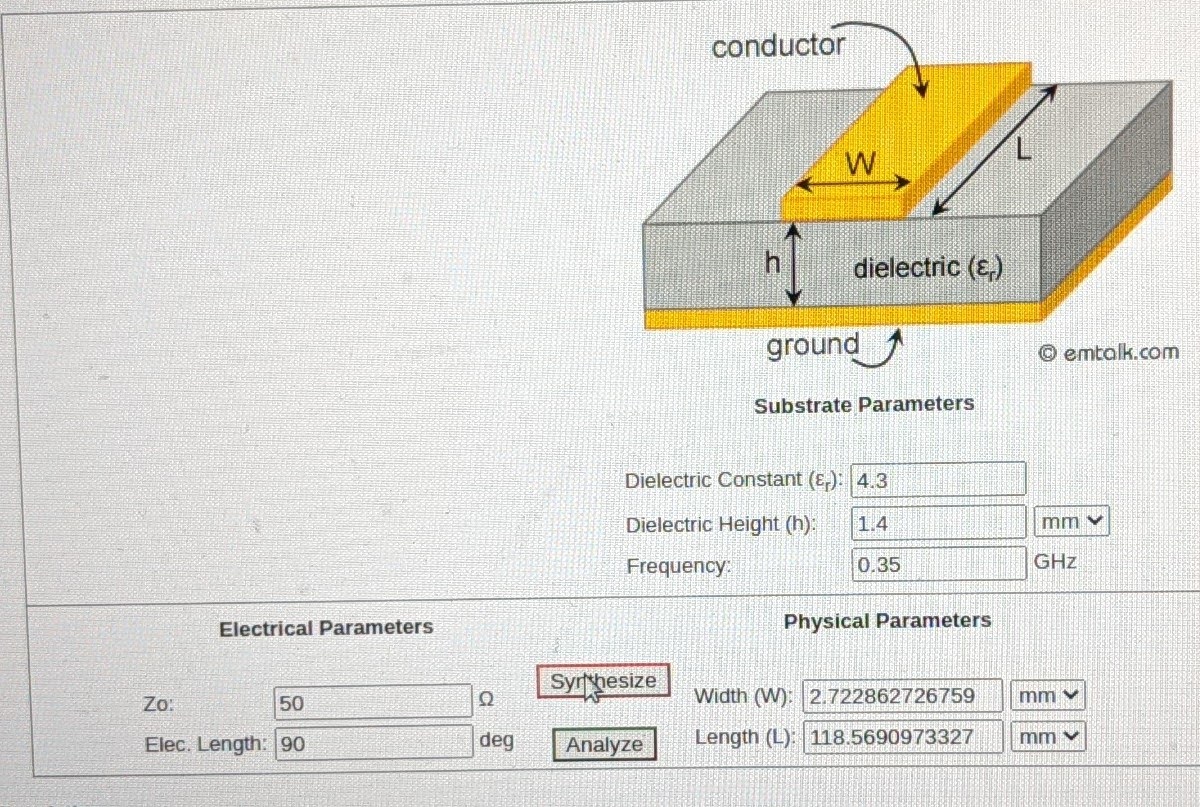 conductor
W
L
h
dielectric (εᵣ)
ground
© emtalk.com
Substrate Parameters
Dielectric Constant (εᵣ): 4.3
Dielectric Height (h): 1.4 mm
Frequency: 0.35 GHz
Electrical Parameters
Physical Parameters
Synthesize
Zo: 50 Ω
Width (W): 2.722862726759 mm
Elec. Length: 90 deg
Analyze
Length (L): 118.5690973327 mm